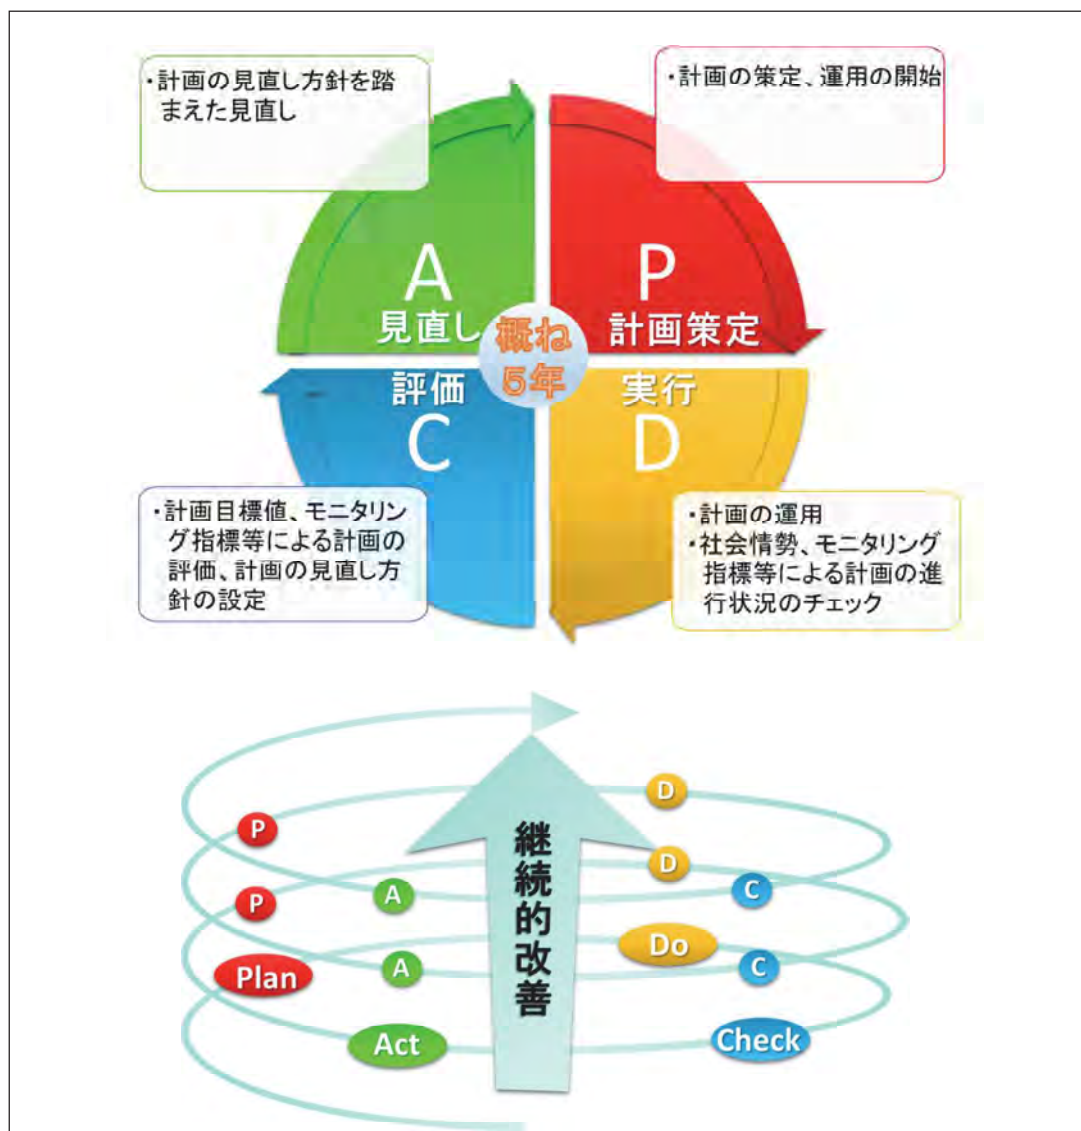 ・計画の見直し方針を踏
まえた見直し
・計画の策定、運用の開始
A
見直し
P
計画策定
概ね
5年
評価
C
実行
D
・計画目標値、モニタリン
グ指標等による計画の
評価、計画の見直し方
針の設定
・計画の運用
・社会情勢、モニタリング
指標等による計画の進
行状況のチェック
継続的改善
D
P
D
P
A
C
Do
Plan
A
C
Act
Check